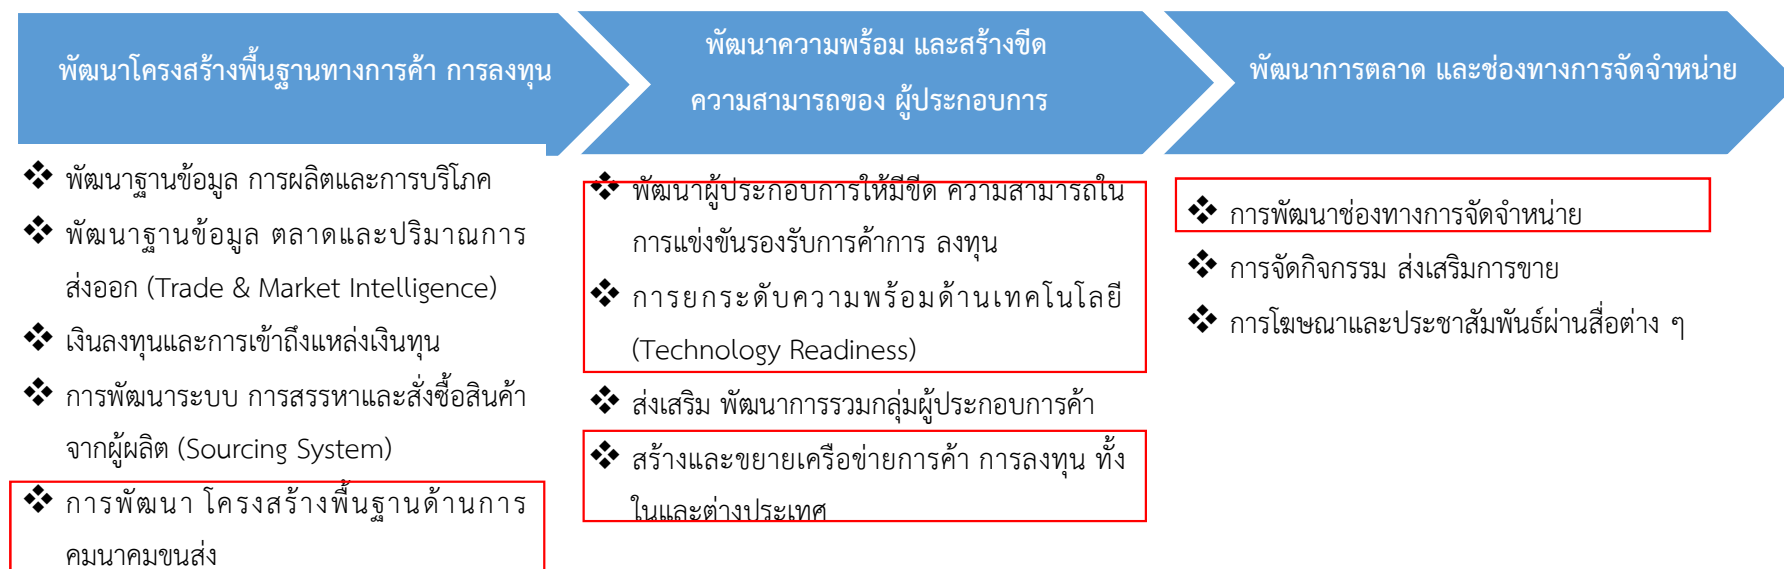 พัฒนาโครงสร้างพื้นฐานทางการค้า การลงทุน
❖ พัฒนาฐานข้อมูล การผลิตและการบริโภค
❖ พัฒนาฐานข้อมูล ตลาดและปริมาณการ
ส่งออก (Trade & Market Intelligence)
❖ เงินลงทุนและการเข้าถึงแหล่งเงินทุน
❖ การพัฒนาระบบ การสรรหาและสั่งซื้อสินค้า
จากผู้ผลิต (Sourcing System)
❖ การพัฒนา โครงสร้างพื้นฐานด้านการ
คมนาคมขนส่ง
พัฒนาความพร้อม และสร้างขีด
ความสามารถของ ผู้ประกอบการ
❖ พัฒนาผู้ประกอบการให้มีขีด ความสามารถใน
การแข่งขันรองรับการค้าการ ลงทุน
❖ การยกระดับความพร้อมด้านเทคโนโลยี
(Technology Readiness)
❖ ส่งเสริม พัฒนาการรวมกลุ่มผู้ประกอบการค้า
❖ สร้างและขยายเครือข่ายการค้า การลงทุน ทั้ง
ในและต่างประเทศ
พัฒนาการตลาด และช่องทางการจัดจำหน่าย
❖ การพัฒนาช่องทางการจัดจำหน่าย
❖ การจัดกิจกรรม ส่งเสริมการขาย
❖ การโฆษณาและประชาสัมพันธ์ผ่านสื่อต่าง ๆ